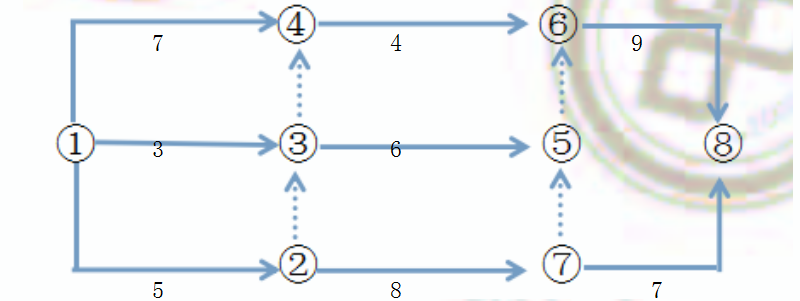 ④ ⑥
7 4 9
① ③ ⑤ ⑧
3 6
② ⑦
5 8 7